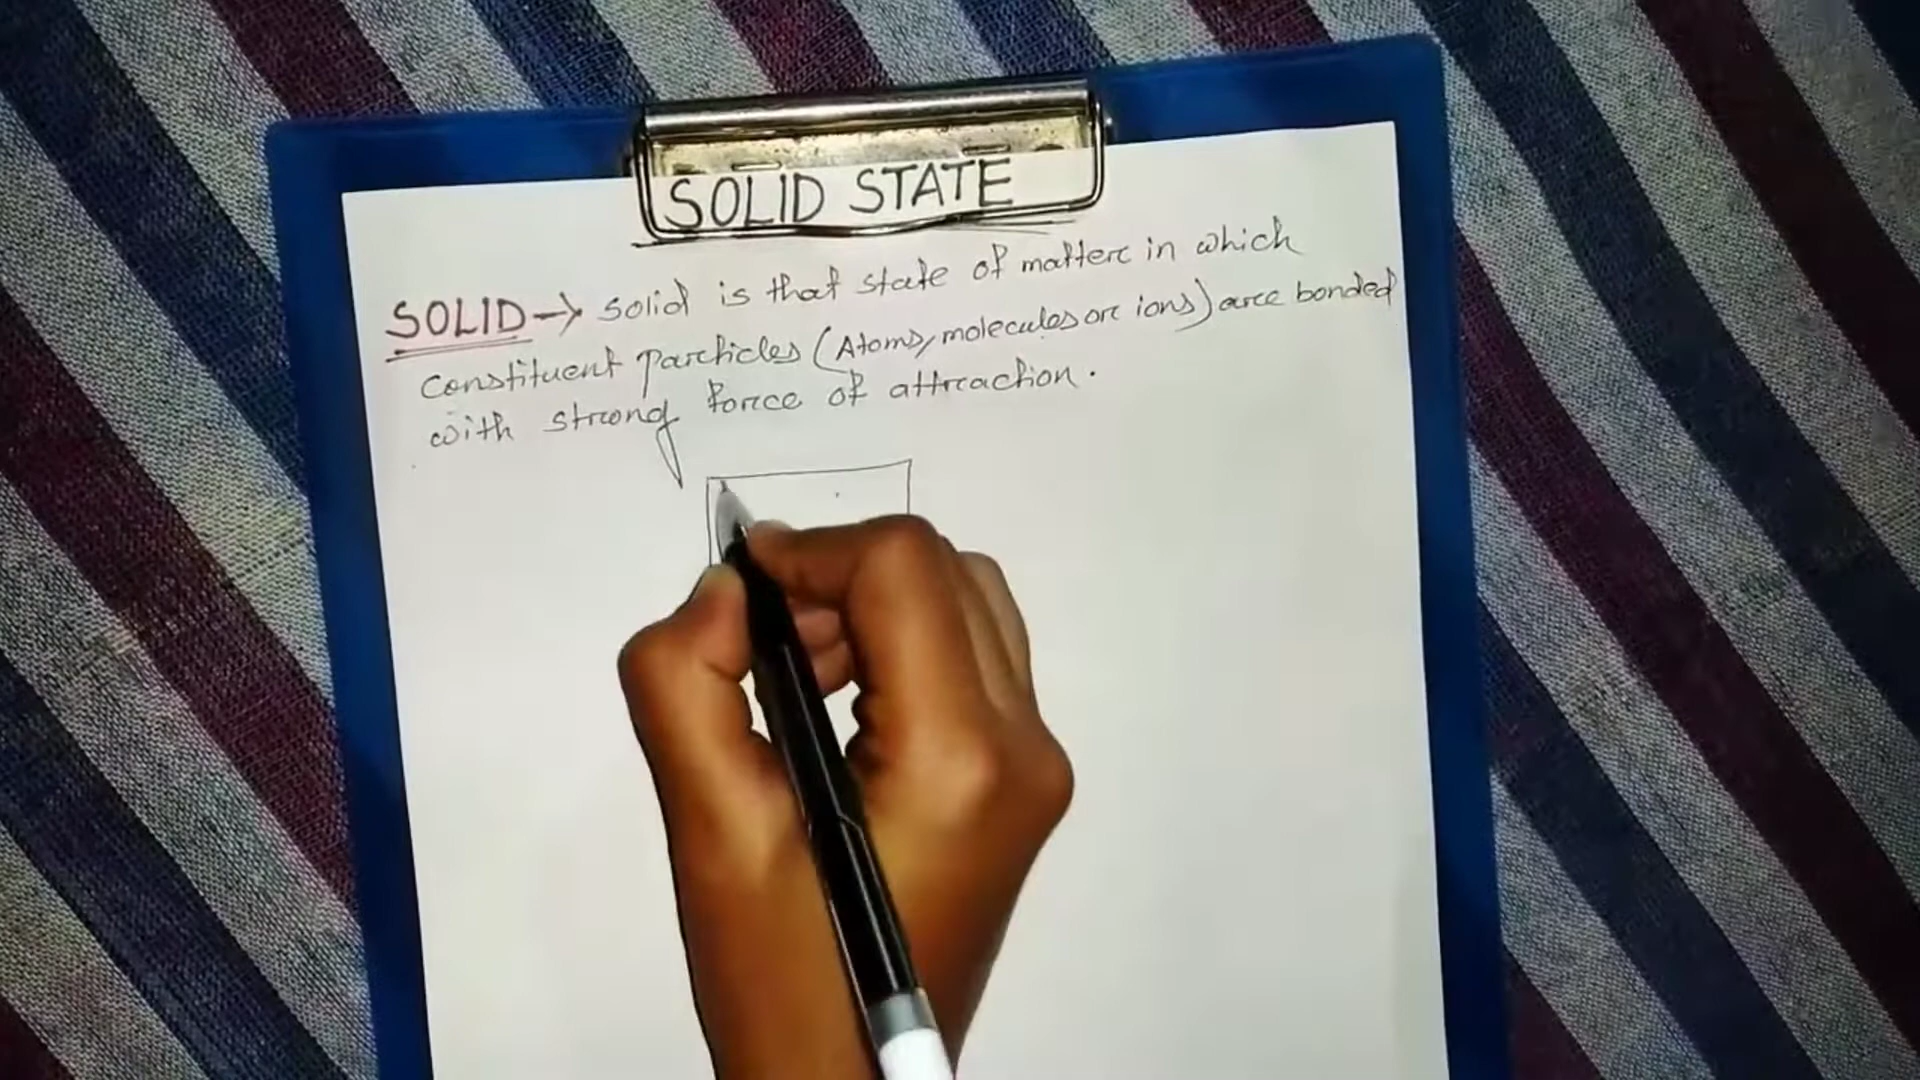 SOLID STATE
SOLID → Solid is that state of matter in which
constituent particles (Atoms, molecules or ions) are bonded
with strong force of attraction.